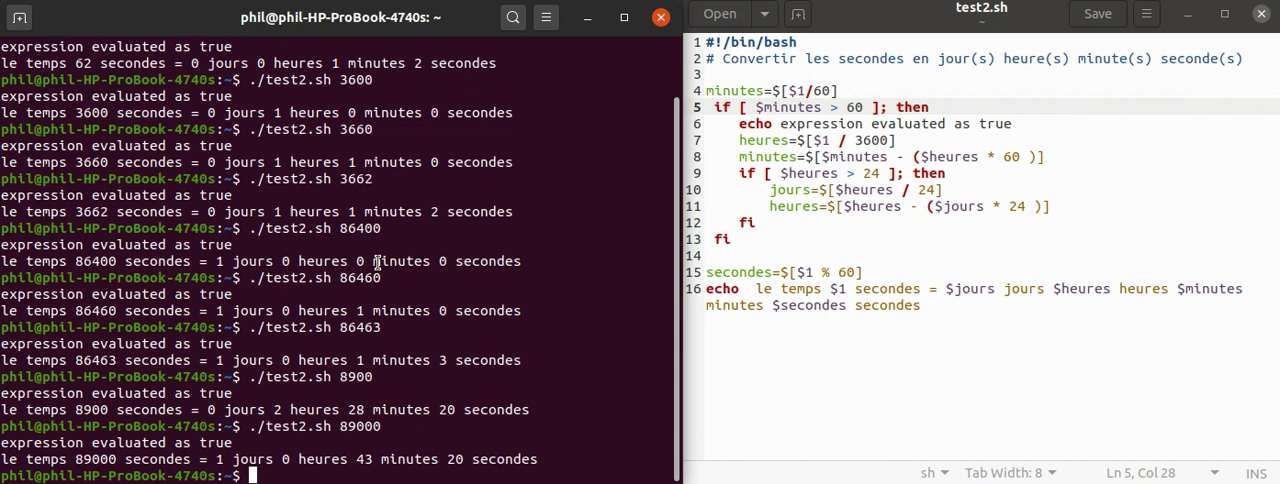 phil@phil-HP-ProBook-4740s: ~
expression evaluated as true
le temps 62 secondes = 0 jours 0 heures 1 minutes 2 secondes
phil@phil-HP-ProBook-4740s:~$ ./test2.sh 3600
expression evaluated as true
le temps 3600 secondes = 0 jours 1 heures 0 minutes 0 secondes
phil@phil-HP-ProBook-4740s:~$ ./test2.sh 3660
expression evaluated as true
le temps 3660 secondes = 0 jours 1 heures 1 minutes 0 secondes
phil@phil-HP-ProBook-4740s:~$ ./test2.sh 3662
expression evaluated as true
le temps 3662 secondes = 0 jours 1 heures 1 minutes 2 secondes
phil@phil-HP-ProBook-4740s:~$ ./test2.sh 86400
expression evaluated as true
le temps 86400 secondes = 1 jours 0 heures 0 minutes 0 secondes
phil@phil-HP-ProBook-4740s:~$ ./test2.sh 86460
expression evaluated as true
le temps 86460 secondes = 1 jours 0 heures 1 minutes 0 secondes
phil@phil-HP-ProBook-4740s:~$ ./test2.sh 86463
expression evaluated as true
le temps 86463 secondes = 1 jours 0 heures 1 minutes 3 secondes
phil@phil-HP-ProBook-4740s:~$ ./test2.sh 8900
expression evaluated as true
le temps 8900 secondes = 0 jours 2 heures 28 minutes 20 secondes
phil@phil-HP-ProBook-4740s:~$ ./test2.sh 89000
expression evaluated as true
le temps 89000 secondes = 1 jours 0 heures 43 minutes 20 secondes
phil@phil-HP-ProBook-4740s:~$
Open test2.sh Save
~
1 #!/bin/bash
2 # Convertir les secondes en jour(s) heure(s) minute(s) seconde(s)
3
4 minutes=$[$1/60]
5  if [ $minutes > 60 ]; then
6     echo expression evaluated as true
7     heures=$[$1 / 3600]
8     minutes=$[$minutes - ($heures * 60 )]
9     if [ $heures > 24 ]; then
10        jours=$[$heures / 24]
11        heures=$[$heures - ($jours * 24 )]
12    fi
13 fi
14
15 secondes=$[$1 % 60]
16 echo  le temps $1 secondes = $jours jours $heures heures $minutes
minutes $secondes secondes
sh Tab Width: 8 Ln 5, Col 28 INS